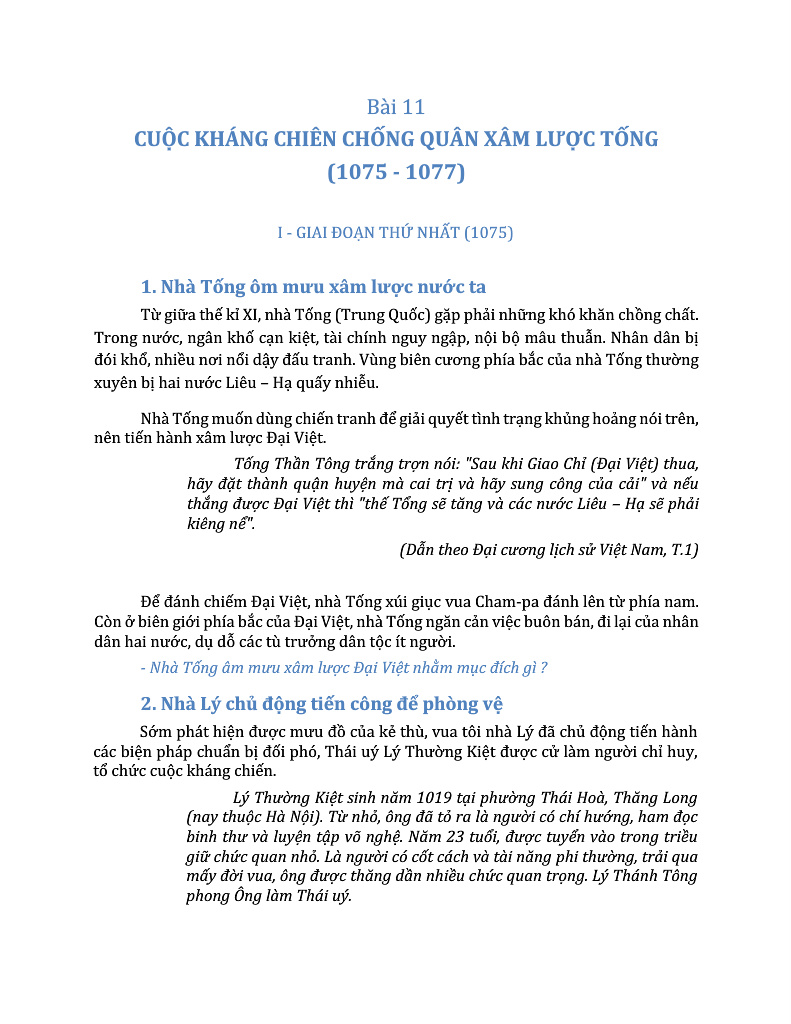 Bài 11
CUỘC KHÁNG CHIÊN CHỐNG QUÂN XÂM LƯỢC TỐNG
(1075 - 1077)
I - GIAI ĐOẠN THỨ NHẤT (1075)
1. Nhà Tống ôm mưu xâm lược nước ta
Từ giữa thế kỉ XI, nhà Tống (Trung Quốc) gặp phải những khó khăn chồng chất.
Trong nước, ngân khố cạn kiệt, tài chính nguy ngập, nội bộ mâu thuẫn. Nhân dân bị
đói khổ, nhiều nơi nổi dậy đấu tranh. Vùng biên cương phía bắc của nhà Tống thường
xuyên bị hai nước Liêu – Hạ quấy nhiễu.
Nhà Tống muốn dùng chiến tranh để giải quyết tình trạng khủng hoảng nói trên,
nên tiến hành xâm lược Đại Việt.
Tống Thần Tông trắng trợn nói: "Sau khi Giao Chỉ (Đại Việt) thua,
hãy đặt thành quận huyện mà cai trị và hãy sung công của cải" và nếu
thắng được Đại Việt thì "thế Tổng sẽ tăng và các nước Liêu – Hạ sẽ phải
kiêng nể".
(Dẫn theo Đại cương lịch sử Việt Nam, T.1)
Để đánh chiếm Đại Việt, nhà Tống xúi giục vua Cham-pa đánh lên từ phía nam.
Còn ở biên giới phía bắc của Đại Việt, nhà Tống ngăn cản việc buôn bán, đi lại của nhân
dân hai nước, dụ dỗ các tù trưởng dân tộc ít người.
- Nhà Tống âm mưu xâm lược Đại Việt nhằm mục đích gì ?
2. Nhà Lý chủ động tiến công để phòng vệ
Sớm phát hiện được mưu đồ của kẻ thù, vua tôi nhà Lý đã chủ động tiến hành
các biện pháp chuẩn bị đối phó, Thái uý Lý Thường Kiệt được cử làm người chỉ huy,
tổ chức cuộc kháng chiến.
Lý Thường Kiệt sinh năm 1019 tại phường Thái Hoà, Thăng Long
(nay thuộc Hà Nội). Từ nhỏ, ông đã tỏ ra là người có chí hướng, ham đọc
binh thư và luyện tập võ nghệ. Năm 23 tuổi, được tuyển vào trong triều
giữ chức quan nhỏ. Là người có cốt cách và tài năng phi thường, trải qua
mấy đời vua, ông được thăng dần nhiều chức quan trọng. Lý Thánh Tông
phong Ông làm Thái uý.